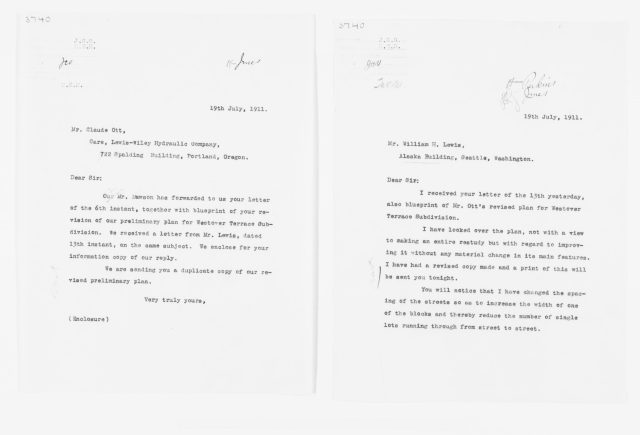 3740
H Jones
19th July, 1911.
Mr. Claude Ott,
Care, Lewis-Wiley Hydraulic Company,
722 Spalding Building, Portland, Oregon.
Dear Sir:
Our Mr. Dawson has forwarded to us your letter
of the 6th instant, together with blueprint of your re-
vision of our preliminary plan for Westover Terrace Sub-
division. We received a letter from Mr. Lewis, dated
13th instant, on the same subject. We enclose for your
information copy of our reply.
We are sending you a duplicate copy of our re-
vised preliminary plan.
Very truly yours,
(Enclosure)
3740
19th July, 1911.
Mr. William H. Lewis,
Alaska Building, Seattle, Washington.
Dear Sir:
I received your letter of the 13th yesterday,
also blueprint of Mr. Ott's revised plan for Westover
Terrace Subdivision.
I have looked over the plan, not with a view
to making an entire restudy but with regard to improv-
ing it without any material change in its main features.
I have had a revised copy made and a print of this will
be sent you tonight.
You will notice that I have changed the spac-
ing of the streets so as to increase the width of one
of the blocks and thereby reduce the number of single
lots running through from street to street.